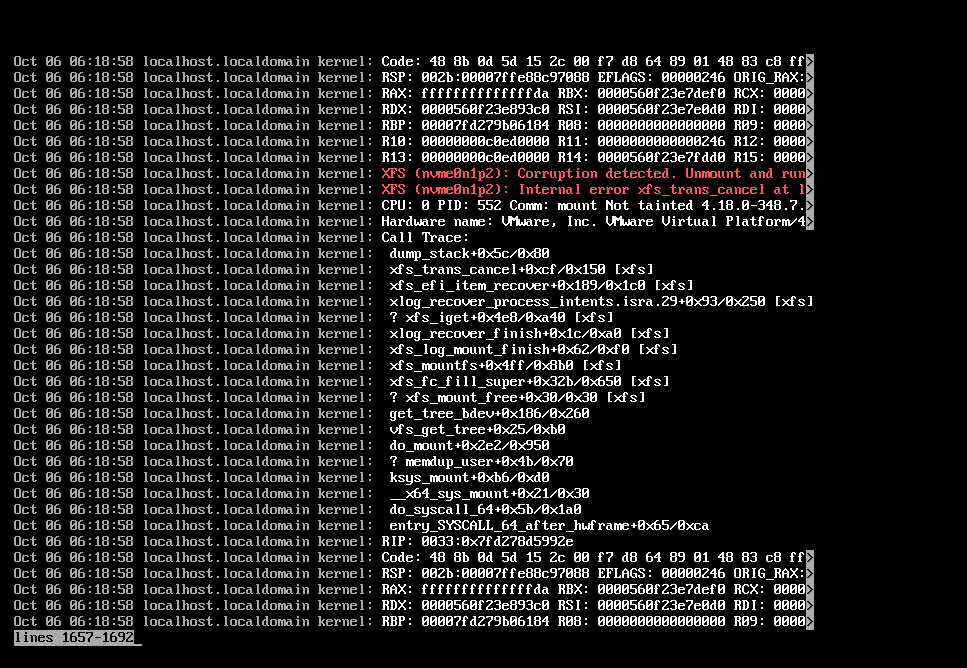 Oct 06 06:18:58 localhost.localdomain kernel: Code: 48 8b 0d 5d 15 2c 00 f7 d8 64 89 01 48 83 c8 ff>
Oct 06 06:18:58 localhost.localdomain kernel: RSP: 002b:00007ffe88c97088 EFLAGS: 00000246 ORIG_RAX:>
Oct 06 06:18:58 localhost.localdomain kernel: RAX: ffffffffffffffda RBX: 0000560f23e7def0 RCX: 0000>
Oct 06 06:18:58 localhost.localdomain kernel: RDX: 0000560f23e893c0 RSI: 0000560f23e7e0d0 RDI: 0000>
Oct 06 06:18:58 localhost.localdomain kernel: RBP: 00007fd279b06184 R08: 0000000000000000 R09: 0000>
Oct 06 06:18:58 localhost.localdomain kernel: R10: 00000000c0ed0000 R11: 0000000000000246 R12: 0000>
Oct 06 06:18:58 localhost.localdomain kernel: R13: 00000000c0ed0000 R14: 0000560f23e7fdd0 R15: 0000>
Oct 06 06:18:58 localhost.localdomain kernel: XFS (nvme0n1p2): Corruption detected. Unmount and run>
Oct 06 06:18:58 localhost.localdomain kernel: XFS (nvme0n1p2): Internal error xfs_trans_cancel at l>
Oct 06 06:18:58 localhost.localdomain kernel: CPU: 0 PID: 552 Comm: mount Not tainted 4.18.0-348.7.>
Oct 06 06:18:58 localhost.localdomain kernel: Hardware name: VMware, Inc. VMware Virtual Platform/4>
Oct 06 06:18:58 localhost.localdomain kernel: Call Trace:
Oct 06 06:18:58 localhost.localdomain kernel:  dump_stack+0x5c/0x80
Oct 06 06:18:58 localhost.localdomain kernel:  xfs_trans_cancel+0xcf/0x150 [xfs]
Oct 06 06:18:58 localhost.localdomain kernel:  xfs_efi_item_recover+0x189/0x1c0 [xfs]
Oct 06 06:18:58 localhost.localdomain kernel:  xlog_recover_process_intents.isra.29+0x93/0x250 [xfs]
Oct 06 06:18:58 localhost.localdomain kernel:  ? xfs_iget+0x4e8/0xa40 [xfs]
Oct 06 06:18:58 localhost.localdomain kernel:  xlog_recover_finish+0x1c/0xa0 [xfs]
Oct 06 06:18:58 localhost.localdomain kernel:  xfs_log_mount_finish+0x62/0xf0 [xfs]
Oct 06 06:18:58 localhost.localdomain kernel:  xfs_mountfs+0x4ff/0x8b0 [xfs]
Oct 06 06:18:58 localhost.localdomain kernel:  xfs_fc_fill_super+0x32b/0x650 [xfs]
Oct 06 06:18:58 localhost.localdomain kernel:  ? xfs_mount_free+0x30/0x30 [xfs]
Oct 06 06:18:58 localhost.localdomain kernel:  get_tree_bdev+0x186/0x260
Oct 06 06:18:58 localhost.localdomain kernel:  vfs_get_tree+0x25/0xb0
Oct 06 06:18:58 localhost.localdomain kernel:  do_mount+0x2e2/0x950
Oct 06 06:18:58 localhost.localdomain kernel:  ? memdup_user+0x4b/0x70
Oct 06 06:18:58 localhost.localdomain kernel:  ksys_mount+0xb6/0xd0
Oct 06 06:18:58 localhost.localdomain kernel:  __x64_sys_mount+0x21/0x30
Oct 06 06:18:58 localhost.localdomain kernel:  do_syscall_64+0x5b/0x1a0
Oct 06 06:18:58 localhost.localdomain kernel:  entry_SYSCALL_64_after_hwframe+0x65/0xca
Oct 06 06:18:58 localhost.localdomain kernel: RIP: 0033:0x7fd278d5992e
Oct 06 06:18:58 localhost.localdomain kernel: Code: 48 8b 0d 5d 15 2c 00 f7 d8 64 89 01 48 83 c8 ff>
Oct 06 06:18:58 localhost.localdomain kernel: RSP: 002b:00007ffe88c97088 EFLAGS: 00000246 ORIG_RAX:>
Oct 06 06:18:58 localhost.localdomain kernel: RAX: ffffffffffffffda RBX: 0000560f23e7def0 RCX: 0000>
Oct 06 06:18:58 localhost.localdomain kernel: RDX: 0000560f23e893c0 RSI: 0000560f23e7e0d0 RDI: 0000>
Oct 06 06:18:58 localhost.localdomain kernel: RBP: 00007fd279b06184 R08: 0000000000000000 R09: 0000>
lines 1657-1692